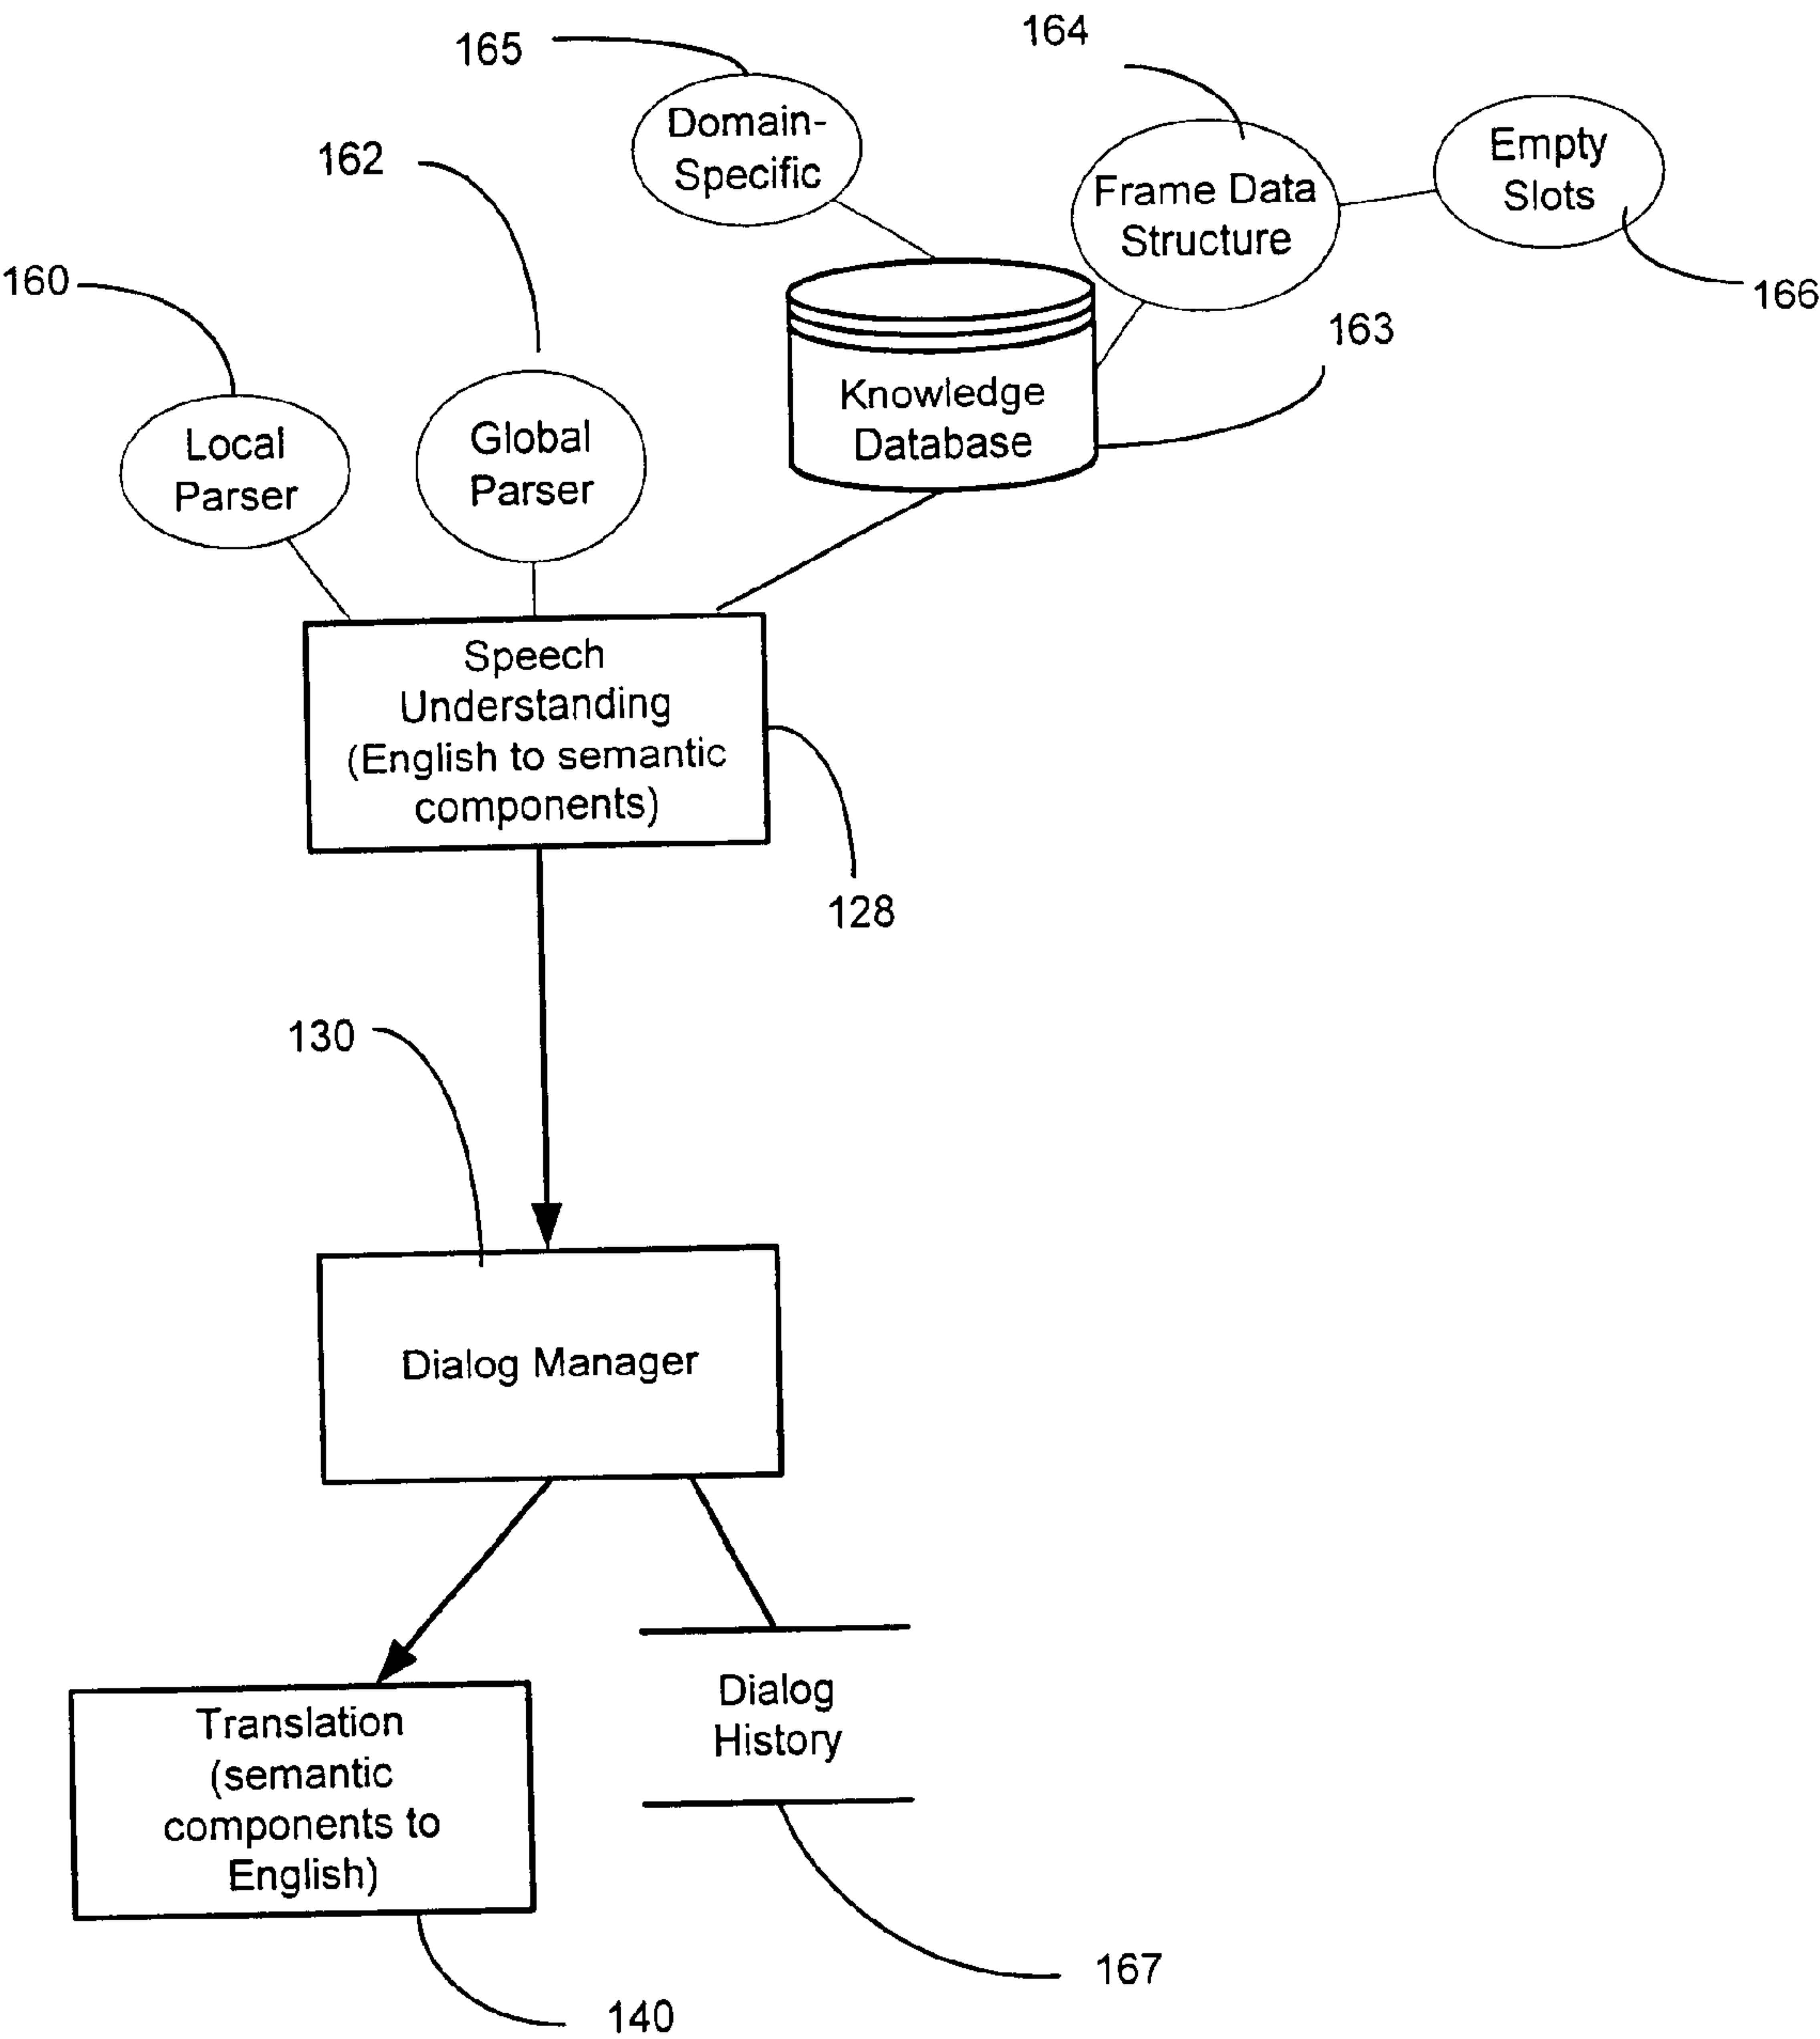 164
165
Domain-
Specific
Empty
Slots
162
Frame Data
Structure
160
166
163
Knowledge
Database
Local
Parser
Global
Parser
Speech
Understanding
(English to semantic
components)
128
130
Dialog Manager
Dialog
History
Translation
(semantic
components to
English)
167
140